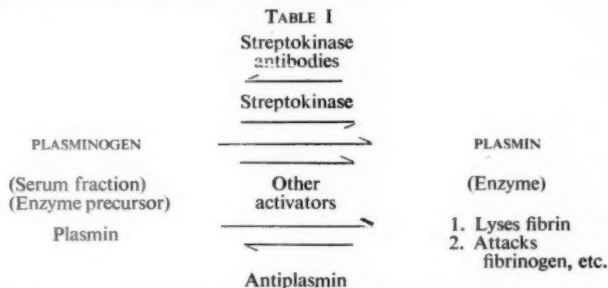 TABLE I
Streptokinase
antibodies
Streptokinase
PLASMINOGEN
PLASMIN
(Serum fraction)
(Enzyme precursor)
Other
activators
(Enzyme)
Plasmin
1. Lyses fibrin
2. Attacks
fibrinogen, etc.
Antiplasmin